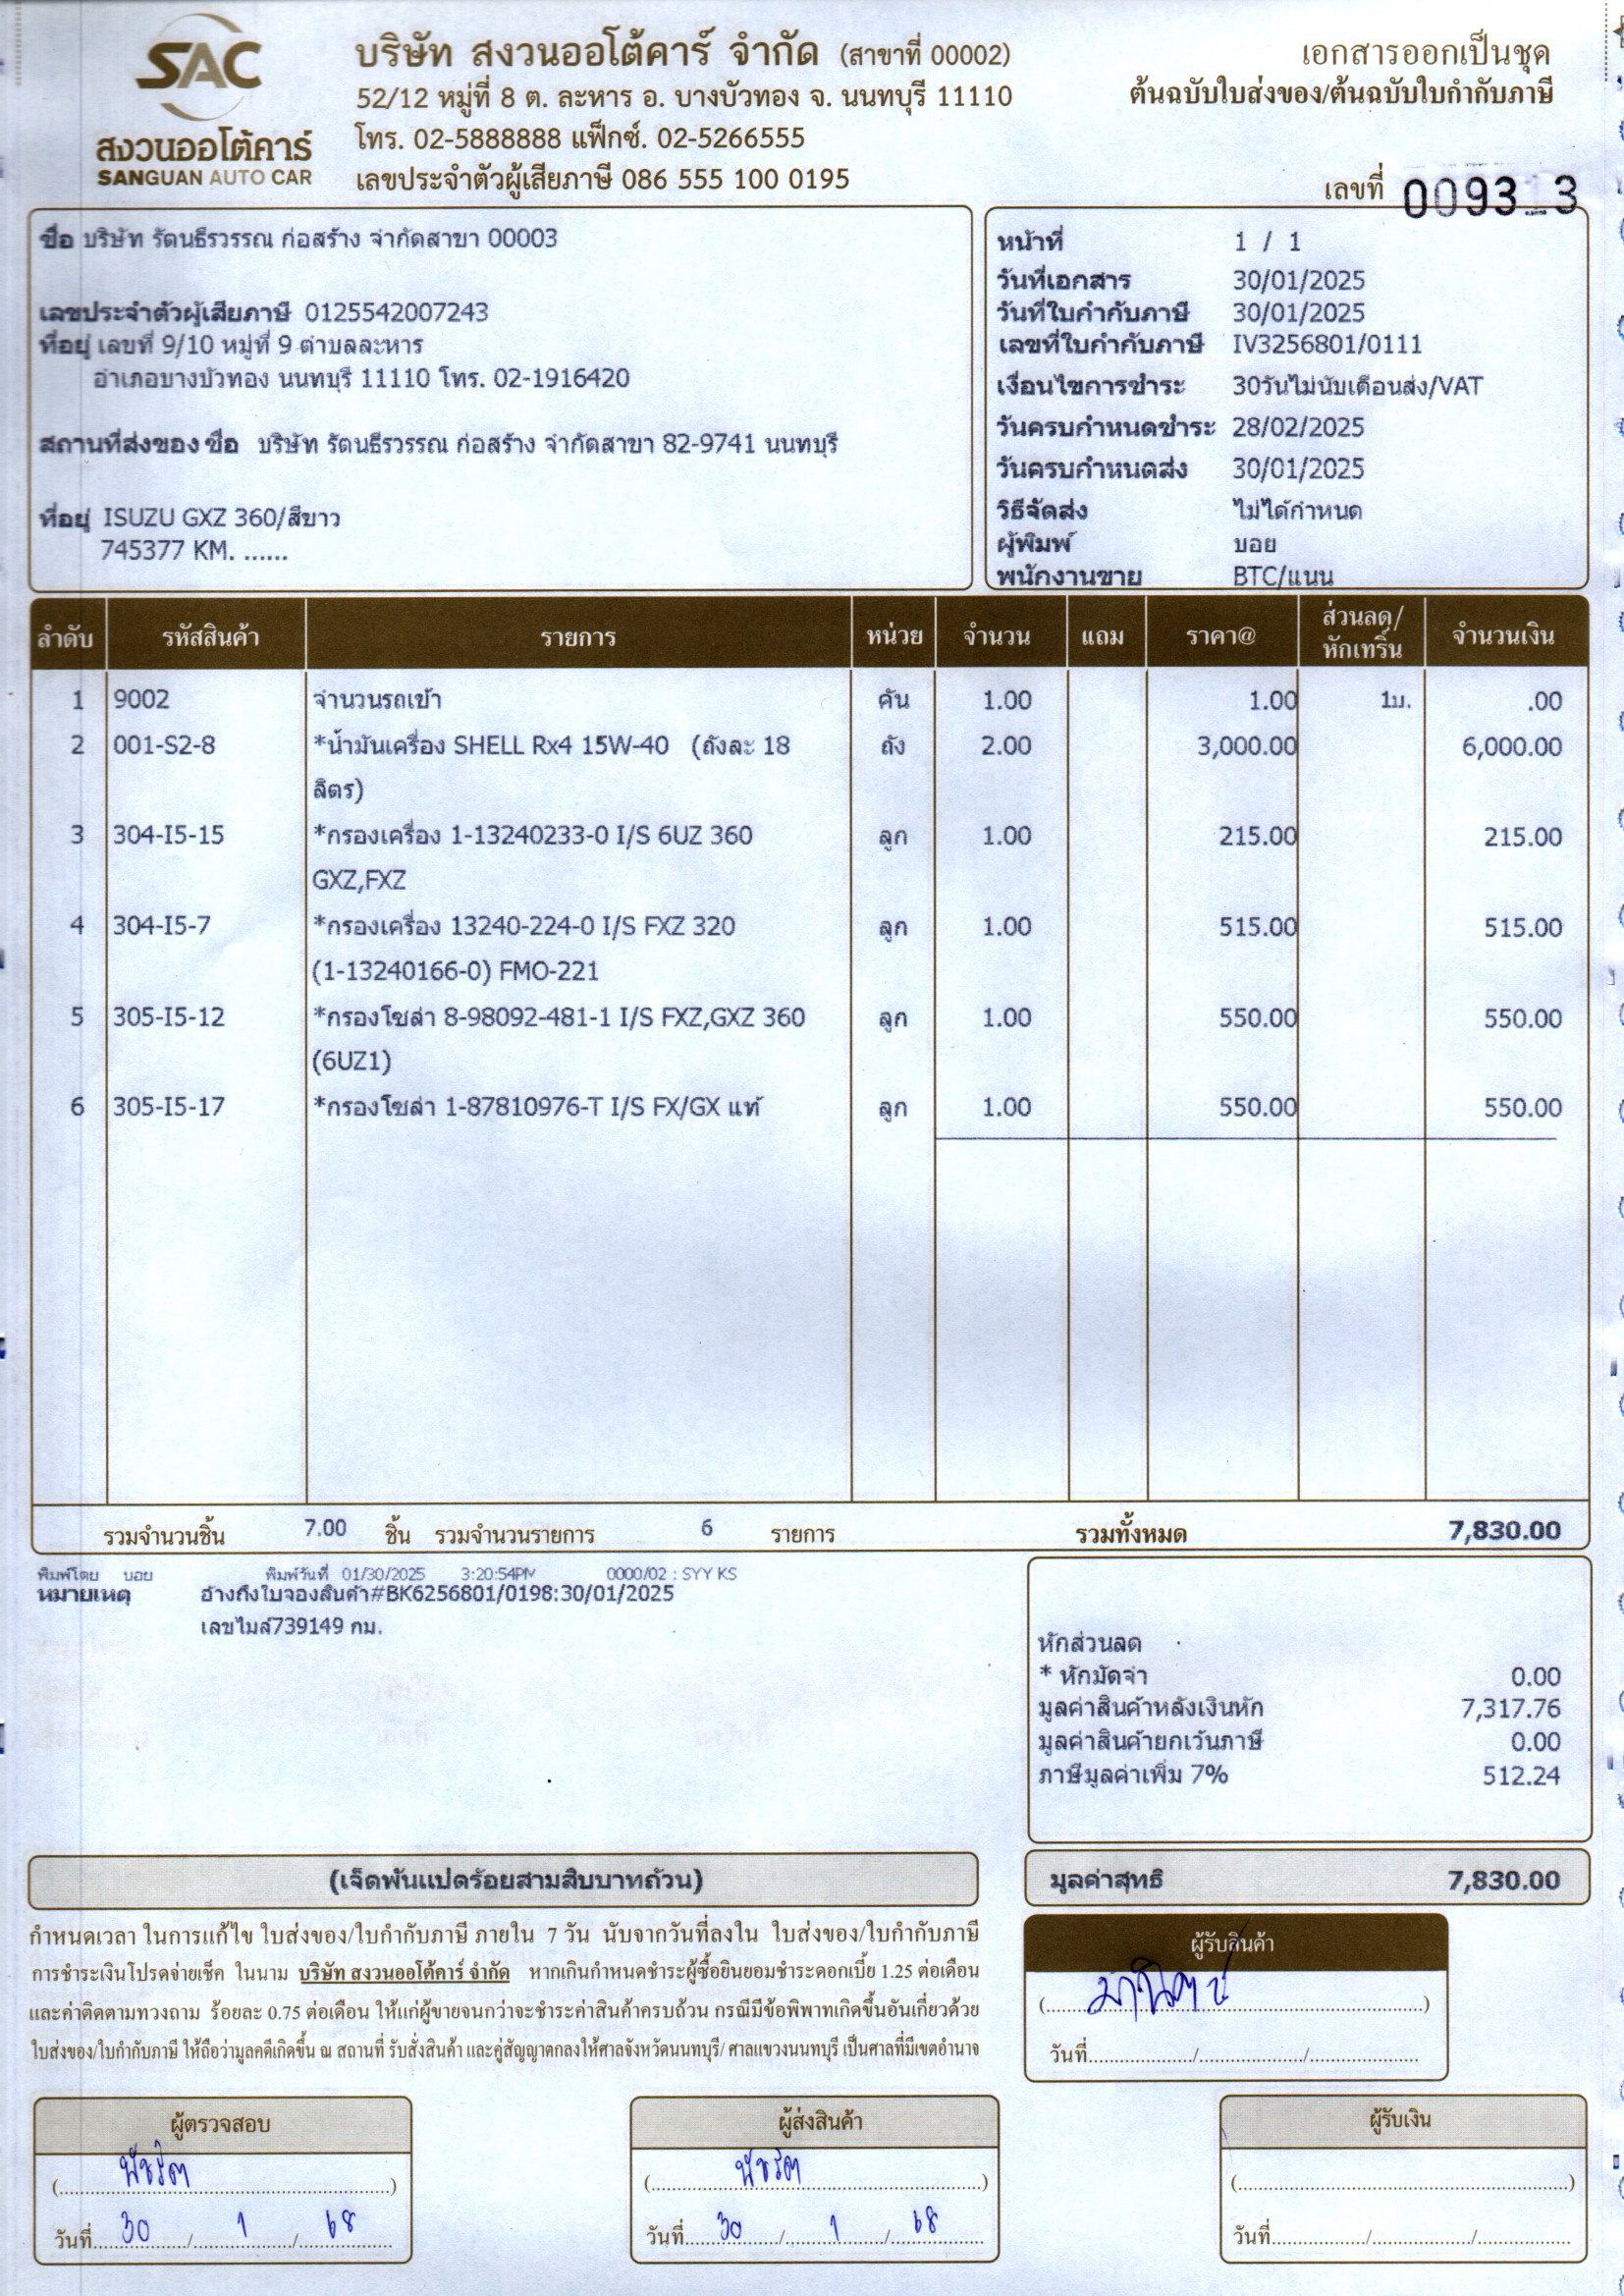 SAC
สงวนออโต้คาร์
SANGUAN AUTO CAR
บริษัท สงวนออโต้คาร์ จำกัด (สาขาที่ 00002)
52/12 หมู่ที่ 8 ต. ละหาร อ. บางบัวทอง จ. นนทบุรี 11110
โทร. 02-5888888 แฟ็กซ์. 02-5266555
เลขประจำตัวผู้เสียภาษี 086 555 100 0195
เอกสารออกเป็นชุด
ต้นฉบับใบส่งของ/ต้นฉบับใบกำกับภาษี
เลขที่
ชื่อ บริษัท รัตนธีรวรรณ ก่อสร้าง จำกัดสาขา 00003
เลขประจำตัวผู้เสียภาษี 0125542007243
ที่อยู่ เลขที่ 9/10 หมู่ที่ 9 ตำบลละหาร
อำเภอบางบัวทอง นนทบุรี 11110 โทร. 02-1916420
สถานที่ส่งของ ชื่อ บริษัท รัตนธีรวรรณ ก่อสร้าง จำกัดสาขา 82-9741 นนทบุรี
ที่อยู่ ISUZU GXZ 360/สีขาว
745377 KM. ......
หน้าที่ 1 / 1
วันที่เอกสาร 30/01/2025
วันที่ใบกำกับภาษี 30/01/2025
เลขที่ใบกำกับภาษี IV3256801/0111
เงื่อนไขการชำระ 30วันไม่นับเดือนส่ง/VAT
วันครบกำหนดชำระ 28/02/2025
วันครบกำหนดส่ง 30/01/2025
วิธีจัดส่ง ไม่ได้กำหนด
ผู้พิมพ์ บอย
พนักงานขาย BTC/แนน
ลำดับ รหัสสินค้า รายการ หน่วย จำนวน แถม ราคา@ ส่วนลด/หักเทริ์น จำนวนเงิน
1 9002 จำนวนรถเข้า คัน 1.00 1.00 1บ. .00
2 001-S2-8 *น้ำมันเครื่อง SHELL Rx4 15W-40 (ถังละ 18 ถัง 2.00 3,000.00 6,000.00
ลิตร)
3 304-I5-15 *กรองเครื่อง 1-13240233-0 I/S 6UZ 360 ลูก 1.00 215.00 215.00
GXZ,FXZ
4 304-I5-7 *กรองเครื่อง 13240-224-0 I/S FXZ 320 ลูก 1.00 515.00 515.00
(1-13240166-0) FMO-221
5 305-I5-12 *กรองโซล่า 8-98092-481-1 I/S FXZ,GXZ 360 ลูก 1.00 550.00 550.00
(6UZ1)
6 305-I5-17 *กรองโซล่า 1-87810976-T I/S FX/GX แท้ ลูก 1.00 550.00 550.00
รวมจำนวนชิ้น 7.00 ชิ้น รวมจำนวนรายการ 6 รายการ รวมทั้งหมด 7,830.00
พิมพ์โดย บอย พิมพ์วันที่ 01/30/2025 3:20:54PM 0000/02 : SYY KS
หมายเหตุ อ้างถึงใบจองสินค้า#BK6256801/0198:30/01/2025
เลขไมล์739149 กม.
หักส่วนลด
* หักมัดจำ 0.00
มูลค่าสินค้าหลังเงินหัก 7,317.76
มูลค่าสินค้ายกเว้นภาษี 0.00
ภาษีมูลค่าเพิ่ม 7% 512.24
(เจ็ดพันแปดร้อยสามสิบบาทถ้วน)
มูลค่าสุทธิ 7,830.00
กำหนดเวลา ในการแก้ไข ใบส่งของ/ใบกำกับภาษี ภายใน 7 วัน นับจากวันที่ลงใน ใบส่งของ/ใบกำกับภาษี
การชำระเงินโปรดจ่ายเช็ค ในนาม บริษัท สงวนออโต้คาร์ จำกัด หากเกินกำหนดชำระผู้ซื้อยินยอมชำระดอกเบี้ย 1.25 ต่อเดือน
และค่าติดตามทวงถาม ร้อยละ 0.75 ต่อเดือน ให้แก่ผู้ขายจนกว่าจะชำระค่าสินค้าครบถ้วน กรณีมีข้อพิพาทเกิดขึ้นอันเกี่ยวด้วย
ใบส่งของ/ใบกำกับภาษี ให้ถือว่ามูลคดีเกิดขึ้น ณ สถานที่ รับสั่งสินค้า และคู่สัญญาตกลงให้ศาลจังหวัดนนทบุรี/ ศาลแขวงนนทบุรี เป็นศาลที่มีเขตอำนาจ
ผู้รับสินค้า
วันที่....../....../......
ผู้ตรวจสอบ
พัชรีดา
วันที่ 30 / 1 / 68
ผู้ส่งสินค้า
พัชรีดา
วันที่ 30 / 1 / 68
ผู้รับเงิน
วันที่....../....../......